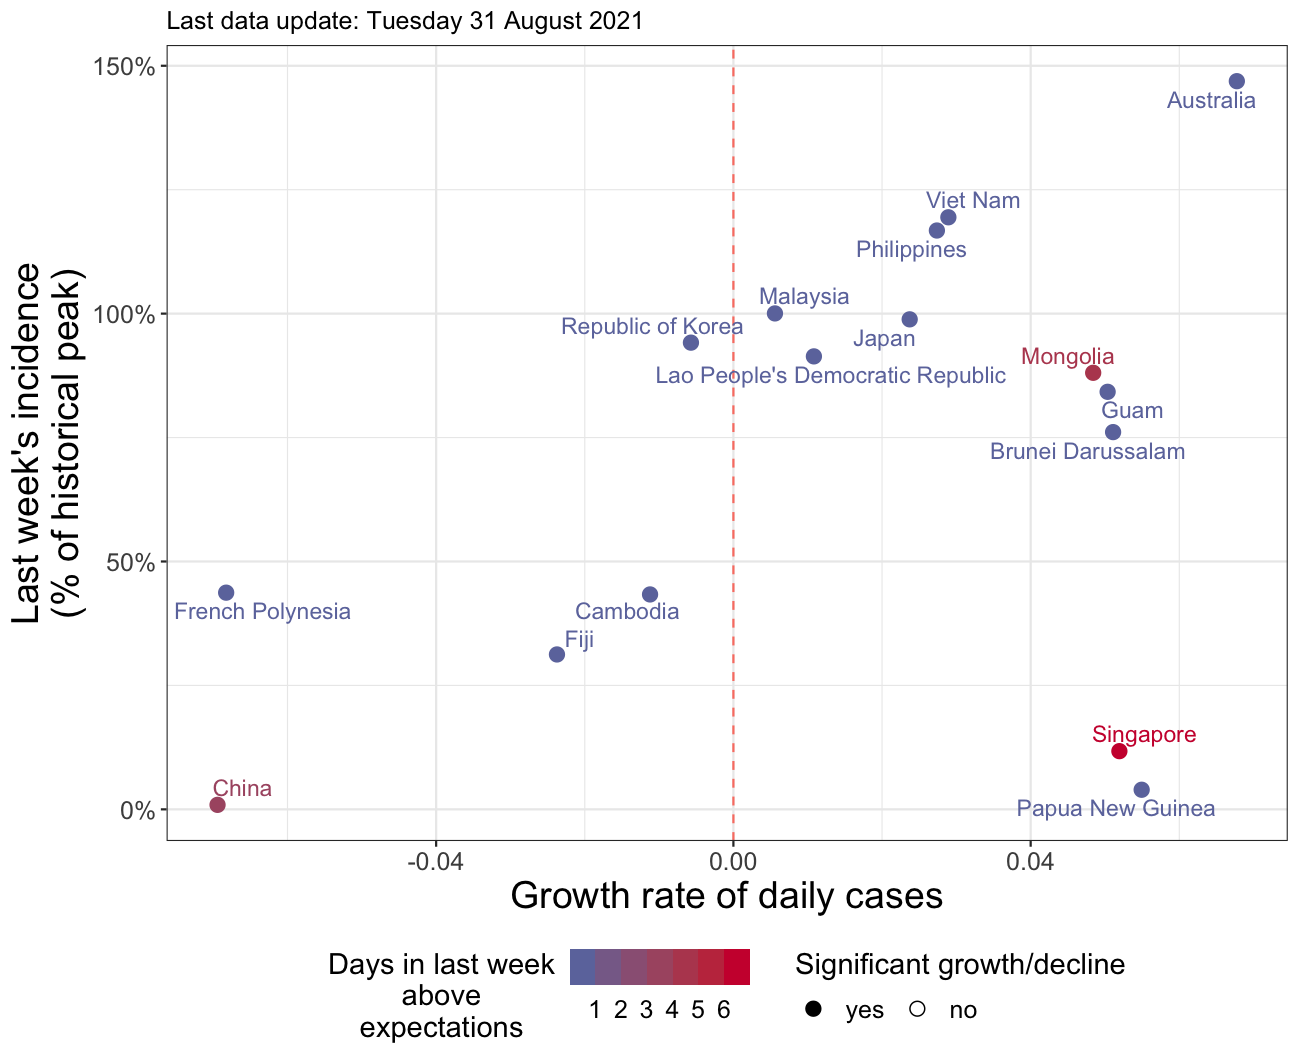 Last data update: Tuesday 31 August 2021
150%
Australia
Viet Nam
Philippines
Malaysia
100%
Republic of Korea
Japan
Mongolia
Lao People's Democratic Republic
Guam
Brunei Darussalam
Last week's incidence
(% of historical peak)
50%
French Polynesia
Cambodia
Fiji
Singapore
China
Papua New Guinea
0%
-0.04 0.00 0.04
Growth rate of daily cases
Days in last week
above
expectations
1 2 3 4 5 6
Significant growth/decline
yes no